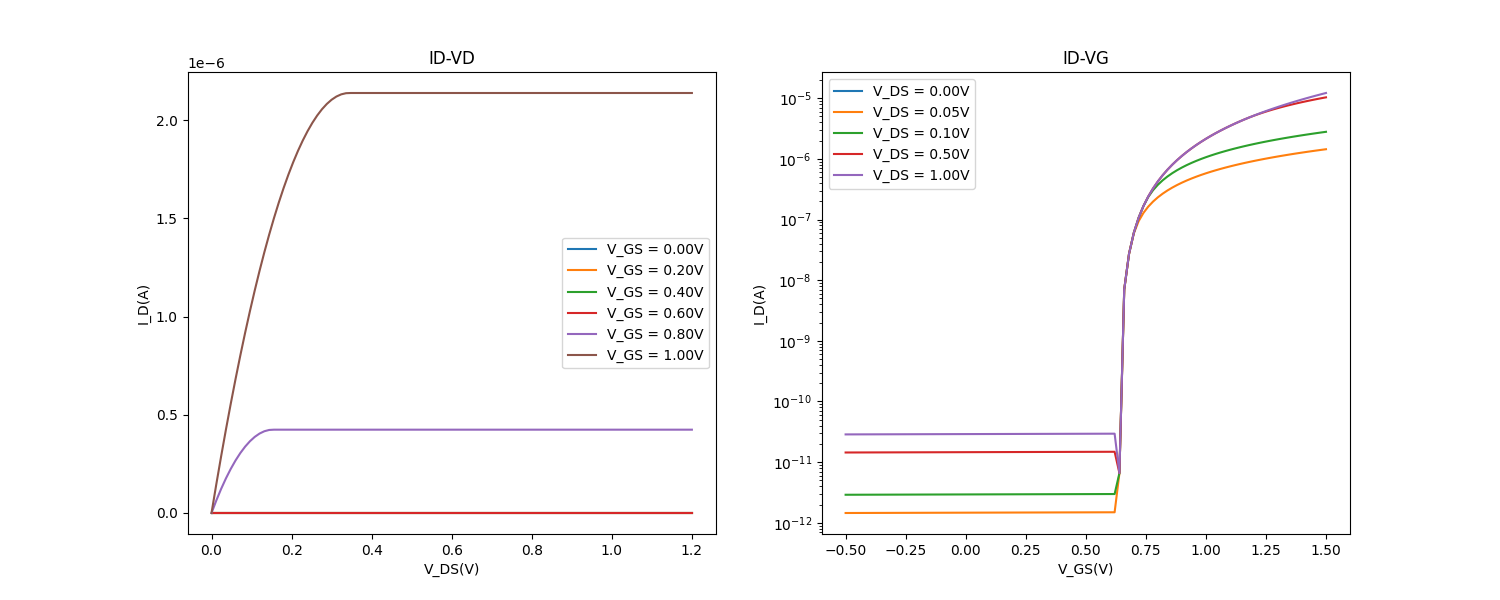 ID-VD
1e−6
2.0
1.5
1.0
0.5
0.0
I_D(A)
V_GS = 0.00V
V_GS = 0.20V
V_GS = 0.40V
V_GS = 0.60V
V_GS = 0.80V
V_GS = 1.00V
0.0 0.2 0.4 0.6 0.8 1.0 1.2
V_DS(V)
ID-VG
V_DS = 0.00V
V_DS = 0.05V
V_DS = 0.10V
V_DS = 0.50V
V_DS = 1.00V
10⁻⁵
10⁻⁶
10⁻⁷
10⁻⁸
10⁻⁹
10⁻¹⁰
10⁻¹¹
10⁻¹²
I_D(A)
−0.50 −0.25 0.00 0.25 0.50 0.75 1.00 1.25 1.50
V_GS(V)